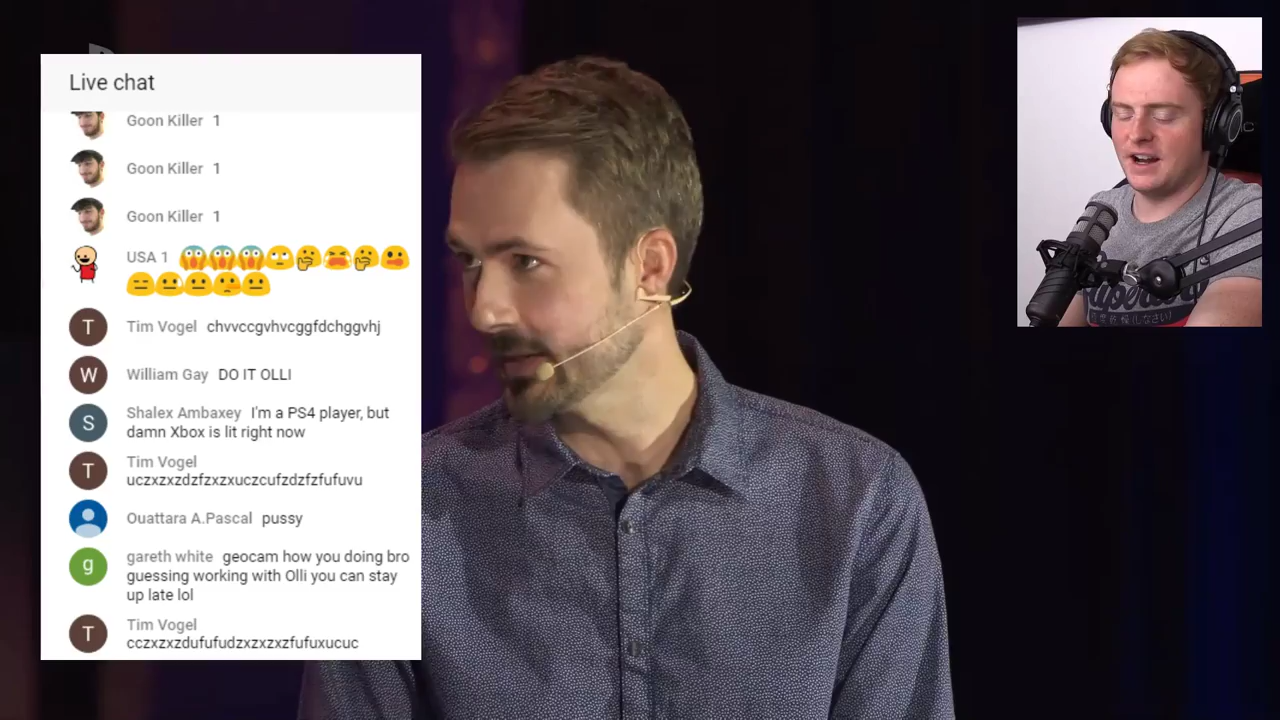 Live chat
Goon Killer 1
Goon Killer 1
Goon Killer 1
USA 1 😱😱😱🙄🤔😫🤔😦
😑😐😐🤥😐
Tim Vogel chvvccgvhvcggfdchggvhj
William Gay DO IT OLLI
Shalex Ambaxey I'm a PS4 player, but
damn Xbox is lit right now
Tim Vogel
uczxzxzdzfzxzxuczcufzdzfzfufuvu
Ouattara A.Pascal pussy
gareth white geocam how you doing bro
guessing working with Olli you can stay
up late lol
Tim Vogel
cczxzxzdufufudzxzxzxzfufuxucuc
T
W
S
T
g
T
Superdry